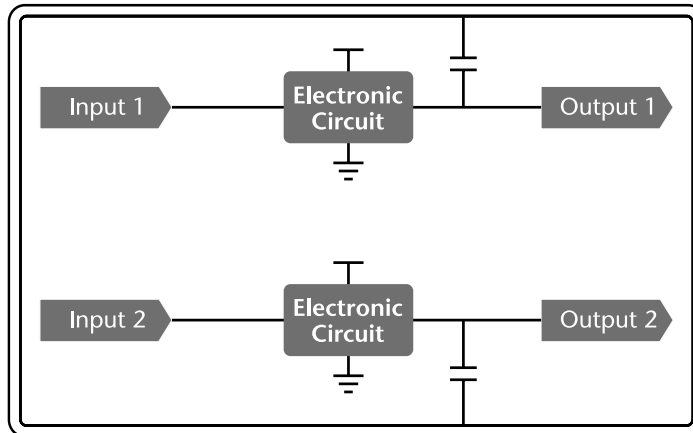 Input 1
Electronic
Circuit
Output 1
Input 2
Electronic
Circuit
Output 2